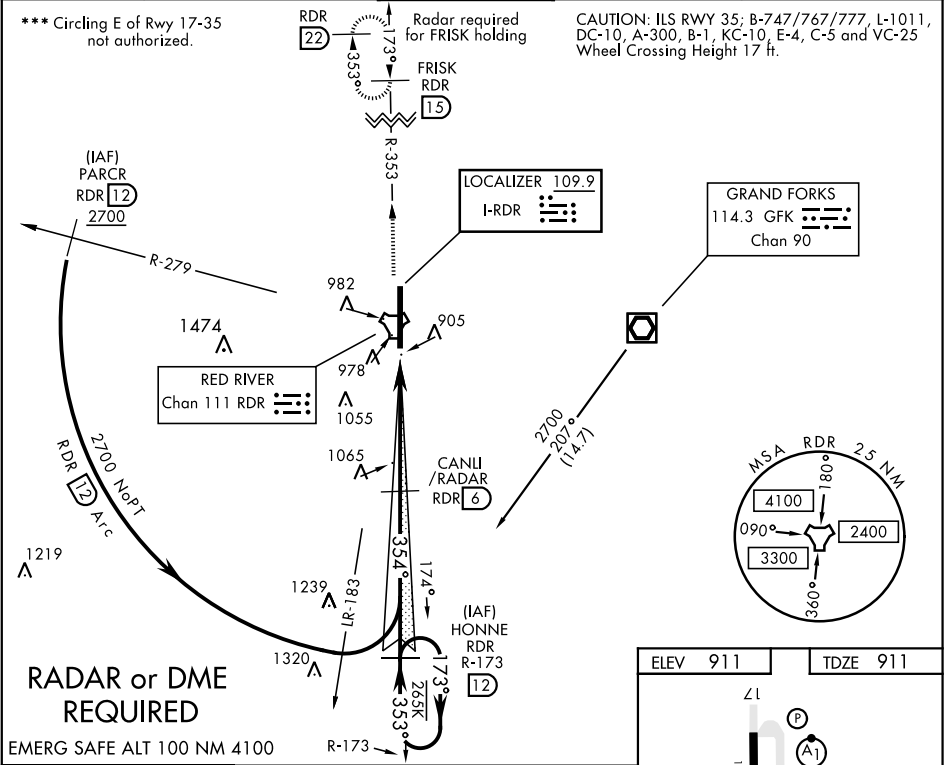 *** Circling E of Rwy 17-35
not authorized.
RDR
22
173°
353°
Radar required
for FRISK holding
FRISK
RDR
15
CAUTION: ILS RWY 35; B-747/767/777, L-1011,
DC-10, A-300, B-1, KC-10, E-4, C-5 and VC-25
Wheel Crossing Height 17 ft.
(IAF)
PARCR
RDR 12
2700
R-353
LOCALIZER 109.9
I-RDR
GRAND FORKS
114.3 GFK
Chan 90
R-279
982
1474
905
978
RED RIVER
Chan 111 RDR
1055
1065
2700
207°
(14.7)
CANLI
/RADAR
RDR 6
2700 NoPT
RDR 12 Arc
MSA RDR 25 NM
180°
4100
090°
2400
3300
360°
1219
354°
174°
1239
LR-183
(IAF)
HONNE
RDR
R-173
12
1320
173°
265K
353°
R-173
RADAR or DME
REQUIRED
EMERG SAFE ALT 100 NM 4100
ELEV 911
TDZE 911
17
P
A1